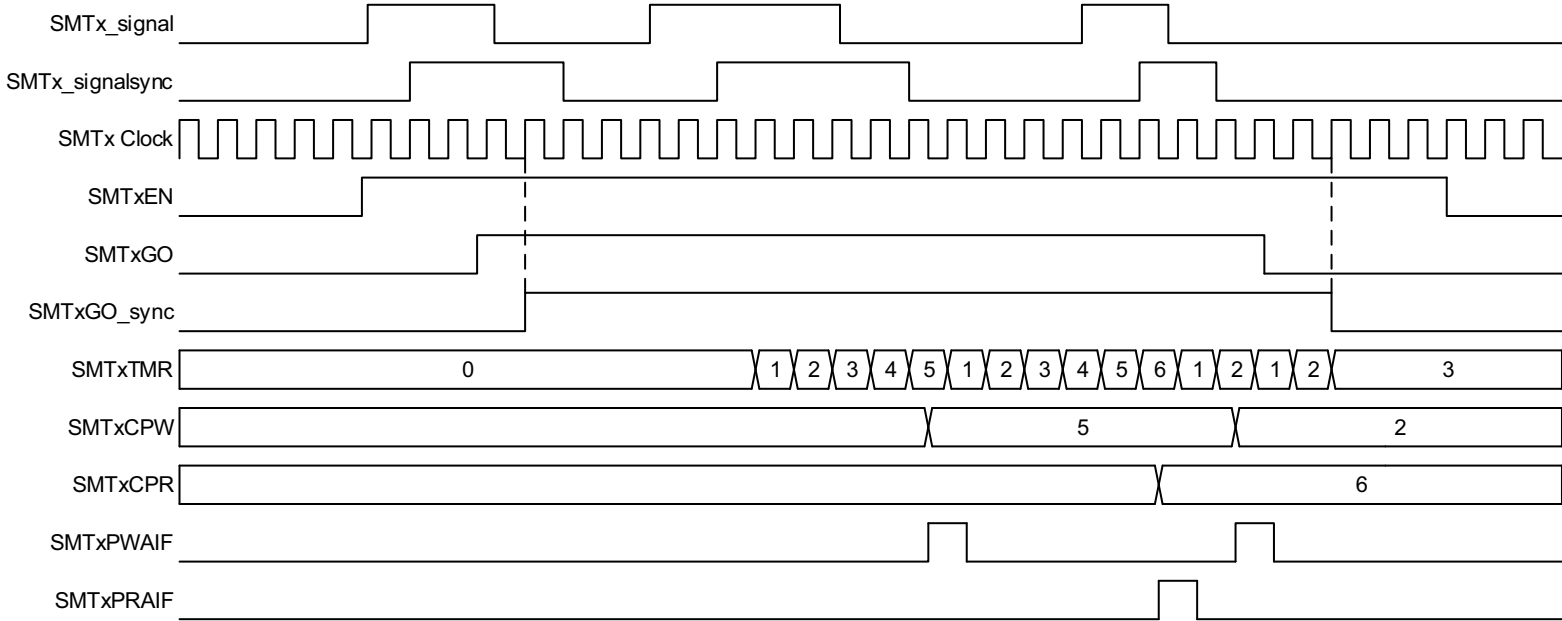 SMTx_signal
SMTx_signalsync
SMTx Clock
SMTxEN
SMTxGO
SMTxGO_sync
SMTxTMR 0 1 2 3 4 5 1 2 3 4 5 6 1 2 1 2 3
SMTxCPW 5 2
SMTxCPR 6
SMTxPWAIF
SMTxPRAIF